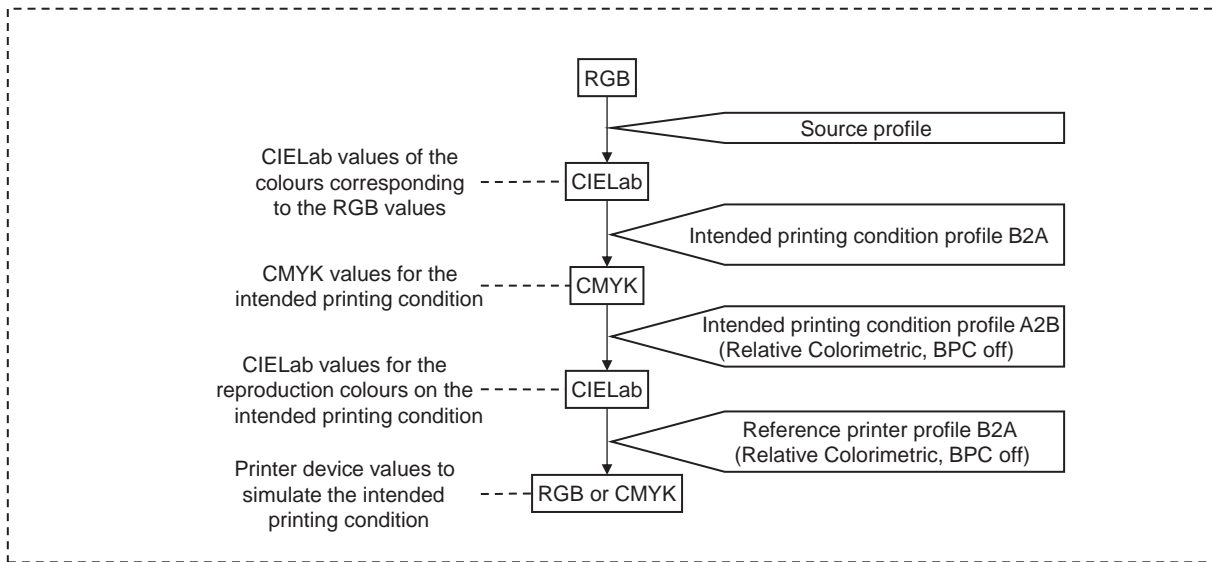 RGB
Source profile
CIELab values of the
colours corresponding
to the RGB values
CIELab
Intended printing condition profile B2A
CMYK values for the
intended printing condition
CMYK
Intended printing condition profile A2B
(Relative Colorimetric, BPC off)
CIELab values for the
reproduction colours on the
intended printing condition
CIELab
Reference printer profile B2A
(Relative Colorimetric, BPC off)
Printer device values to
simulate the intended
printing condition
RGB or CMYK